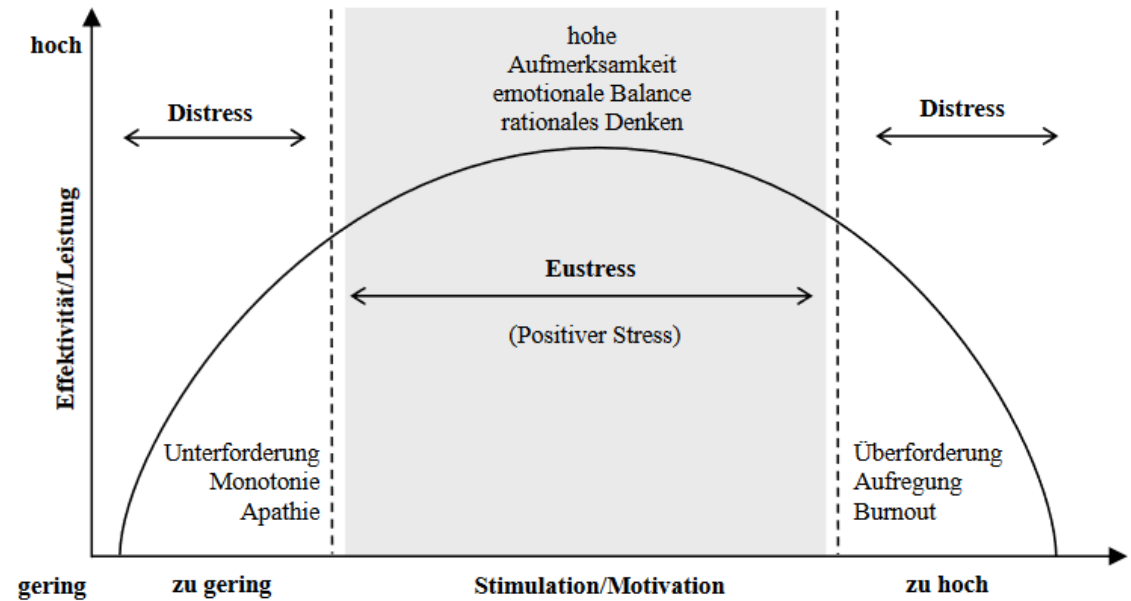 hoch
hohe
Aufmerksamkeit
emotionale Balance
rationales Denken
Distress
Distress
Effektivität/Leistung
Eustress
(Positiver Stress)
Unterforderung
Monotonie
Apathie
Überforderung
Aufregung
Burnout
gering
zu gering
Stimulation/Motivation
zu hoch